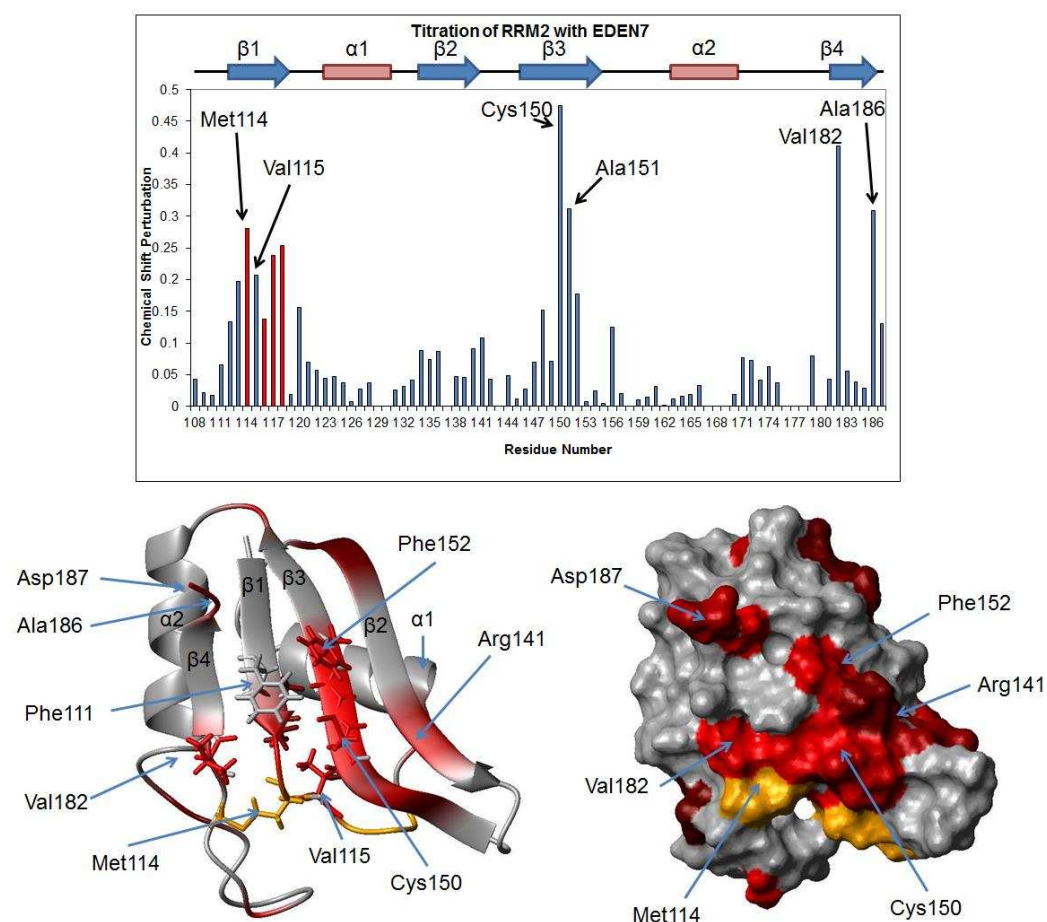 Titration of RRM2 with EDEN7
β1 α1 β2 β3 α2 β4
0.5
0.45
0.4
0.35
0.3
0.25
0.2
0.15
0.1
0.05
0
Chemical Shift Perturbation
Met114
Val115
Cys150
Ala151
Val182
Ala186
108 111 114 117 120 123 126 129 132 135 138 141 144 147 150 153 156 159 162 165 168 171 174 177 180 183 186
Residue Number
Asp187
Ala186
Phe111
Val182
Met114
Val115
Cys150
Arg141
Phe152
α1
α2
β4
β1
β3
β2
Asp187
Phe152
Arg141
Val182
Met114
Cys150